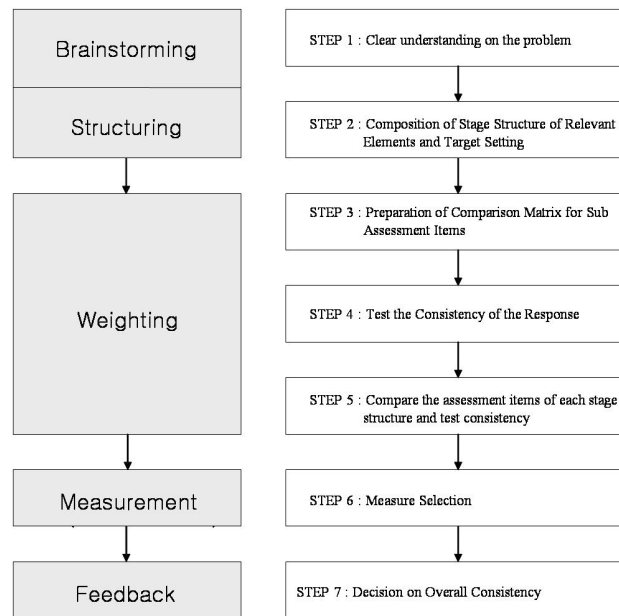 Brainstorming
STEP 1 : Clear understanding on the problem
Structuring
STEP 2 : Composition of Stage Structure of Relevant
Elements and Target Setting
Weighting
STEP 3 : Preparation of Comparison Matrix for Sub
Assessment Items
STEP 4 : Test the Consistency of the Response
STEP 5 : Compare the assessment items of each stage
structure and test consistency
Measurement
STEP 6 : Measure Selection
Feedback
STEP 7 : Decision on Overall Consistency